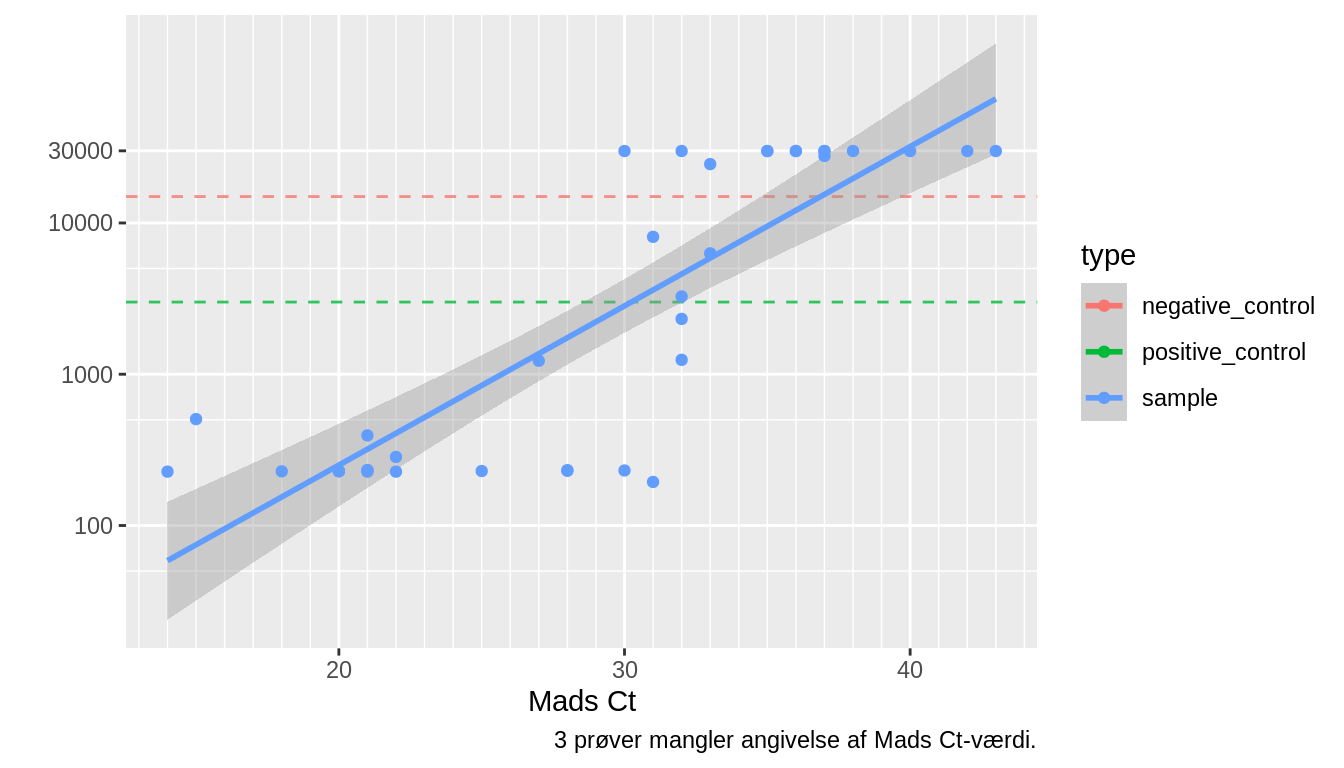 30000
10000
1000
100
20
30
40
Mads Ct
3 prøver mangler angivelse af Mads Ct-værdi.
type
negative_control
positive_control
sample